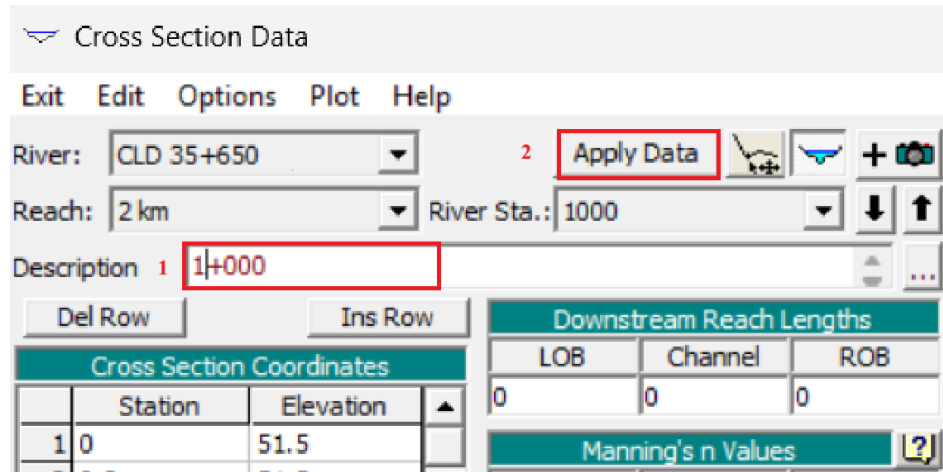 Cross Section Data
Exit Edit Options Plot Help
River: CLD 35+650 2 Apply Data
Reach: 2 km River Sta.: 1000
Description 1 1+000 ...
Del Row Ins Row Downstream Reach Lengths
Cross Section Coordinates LOB Channel ROB
Station Elevation 0 0 0
1 0 51.5 Manning's n Values ?